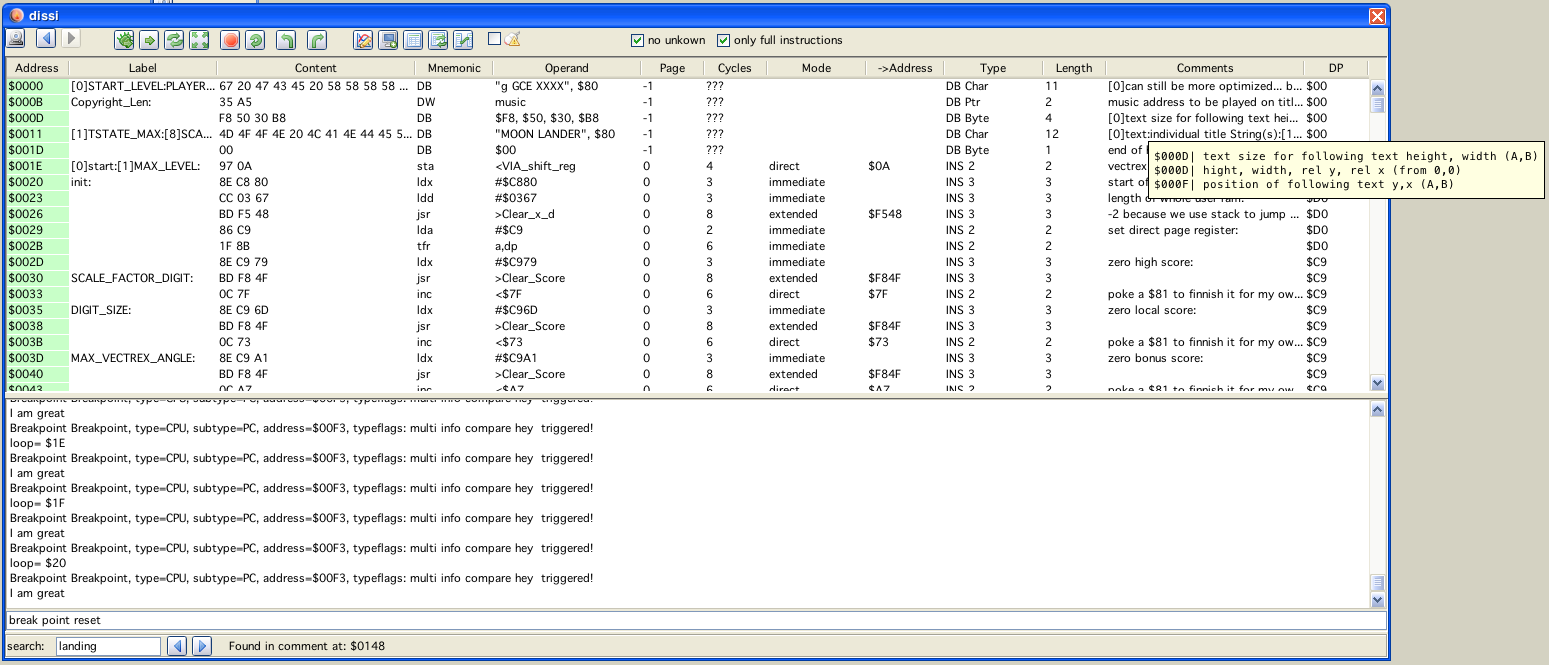 dissi
no unkown only full instructions
Address Label Content Mnemonic Operand Page Cycles Mode ->Address Type Length Comments DP
$0000 [0]START_LEVEL:PLAYER... 67 20 47 43 45 20 58 58 58 58 ... DB "g GCE XXXX", $80 -1 ??? DB Char 11 [0]can still be more optimized... b... $00
$000B Copyright_Len: 35 A5 DW music -1 ??? DB Ptr 2 music address to be played on titl... $00
$000D F8 50 30 B8 DB $F8, $50, $30, $B8 -1 ??? DB Byte 4 [0]text size for following text hei... $00
$0011 [1]TSTATE_MAX:[8]SCA... 4D 4F 4F 4E 20 4C 41 4E 44 45 5... DB "MOON LANDER", $80 -1 ??? DB Char 12 [0]text:individual title String(s):[1... $00
$001D 00 DB $00 -1 ??? DB Byte 1 end of
$000D| text size for following text height, width (A,B)
$000D| hight, width, rel y, rel x (from 0,0)
$000F| position of following text y,x (A,B)
$001E [0]start:[1]MAX_LEVEL: 97 0A sta <VIA_shift_reg 0 4 direct $0A INS 2 2 vectrex
$0020 init: 8E C8 80 ldx #$C880 0 3 immediate INS 3 3 start of
$0023 CC 03 67 ldd #$0367 0 3 immediate INS 3 3 length of whole user ram: $D0
$0026 BD F5 48 jsr >Clear_x_d 0 8 extended $F548 INS 3 3 -2 because we use stack to jump ... $D0
$0029 86 C9 lda #$C9 0 2 immediate INS 2 2 set direct page register: $D0
$002B 1F 8B tfr a,dp 0 6 immediate INS 2 2 $D0
$002D 8E C9 79 ldx #$C979 0 3 immediate INS 3 3 zero high score: $C9
$0030 SCALE_FACTOR_DIGIT: BD F8 4F jsr >Clear_Score 0 8 extended $F84F INS 3 3 $C9
$0033 0C 7F inc <$7F 0 6 direct $7F INS 2 2 poke a $81 to finnish it for my ow... $C9
$0035 DIGIT_SIZE: 8E C9 6D ldx #$C96D 0 3 immediate INS 3 3 zero local score: $C9
$0038 BD F8 4F jsr >Clear_Score 0 8 extended $F84F INS 3 3 $C9
$003B 0C 73 inc <$73 0 6 direct $73 INS 2 2 poke a $81 to finnish it for my ow... $C9
$003D MAX_VECTREX_ANGLE: 8E C9 A1 ldx #$C9A1 0 3 immediate INS 3 3 zero bonus score: $C9
$0040 BD F8 4F jsr >Clear_Score 0 8 extended $F84F INS 3 3 $C9
$0043 0C A7 inc <$A7 0 6 direct $A7 INS 2 2 poke a $81 to finnish it for my ow... $C9
Breakpoint Breakpoint, type=CPU, subtype=PC, address=$00F3, typeflags: multi info compare hey triggered!
I am great
Breakpoint Breakpoint, type=CPU, subtype=PC, address=$00F3, typeflags: multi info compare hey triggered!
loop= $1E
Breakpoint Breakpoint, type=CPU, subtype=PC, address=$00F3, typeflags: multi info compare hey triggered!
I am great
Breakpoint Breakpoint, type=CPU, subtype=PC, address=$00F3, typeflags: multi info compare hey triggered!
loop= $1F
Breakpoint Breakpoint, type=CPU, subtype=PC, address=$00F3, typeflags: multi info compare hey triggered!
I am great
Breakpoint Breakpoint, type=CPU, subtype=PC, address=$00F3, typeflags: multi info compare hey triggered!
loop= $20
Breakpoint Breakpoint, type=CPU, subtype=PC, address=$00F3, typeflags: multi info compare hey triggered!
I am great
break point reset
search: landing Found in comment at: $0148